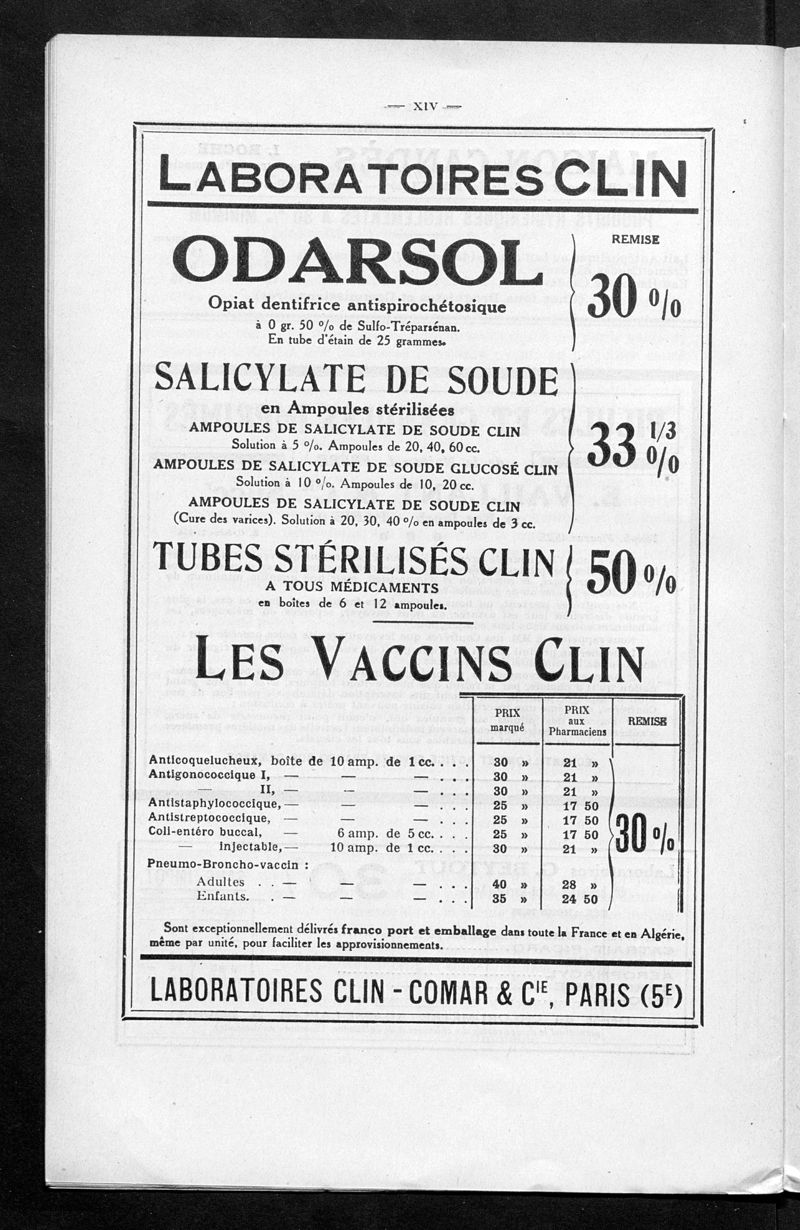 — XIV —
LABORATOIRES CLIN
ODARSOL
Opiat dentifrice antispirochétosique
à 0 gr. 50 % de Sulfo-Tréparsénan.
En tube d'étain de 25 grammes.
REMISE
30 %
SALICYLATE DE SOUDE
en Ampoules stérilisées
AMPOULES DE SALICYLATE DE SOUDE CLIN
Solution à 5 %. Ampoules de 20, 40, 60 cc.
AMPOULES DE SALICYLATE DE SOUDE GLUCOSÉ CLIN
Solution à 10 %. Ampoules de 10, 20 cc.
AMPOULES DE SALICYLATE DE SOUDE CLIN
(Cure des varices). Solution à 20, 30, 40 % en ampoules de 3 cc.
33 1/3 %
TUBES STÉRILISÉS CLIN
A TOUS MÉDICAMENTS
en boîtes de 6 et 12 ampoules.
50 %
LES VACCINS CLIN
PRIX marqué PRIX aux Pharmaciens REMISE
Anticoquelucheux, boîte de 10 amp. de 1 cc. . . . 30 » 21 »
Antigonococcique I, — — — . . . 30 » 21 »
— II, — — — . . . 30 » 21 »
Antistaphylococcique, — — — . . . 25 » 17 50
Antistreptococcique, — — — . . . 25 » 17 50
Coli-entéro buccal, — 6 amp. de 5 cc. . . . 25 » 17 50
— injectable, — 10 amp. de 1 cc. . . . 30 » 21 »
30 %
Pneumo-Broncho-vaccin :
Adultes . . — — — . . . 40 » 28 »
Enfants. . — — — . . . 35 » 24 50
Sont exceptionnellement délivrés franco port et emballage dans toute la France et en Algérie,
même par unité, pour faciliter les approvisionnements.
LABORATOIRES CLIN - COMAR & CIE, PARIS (5E)